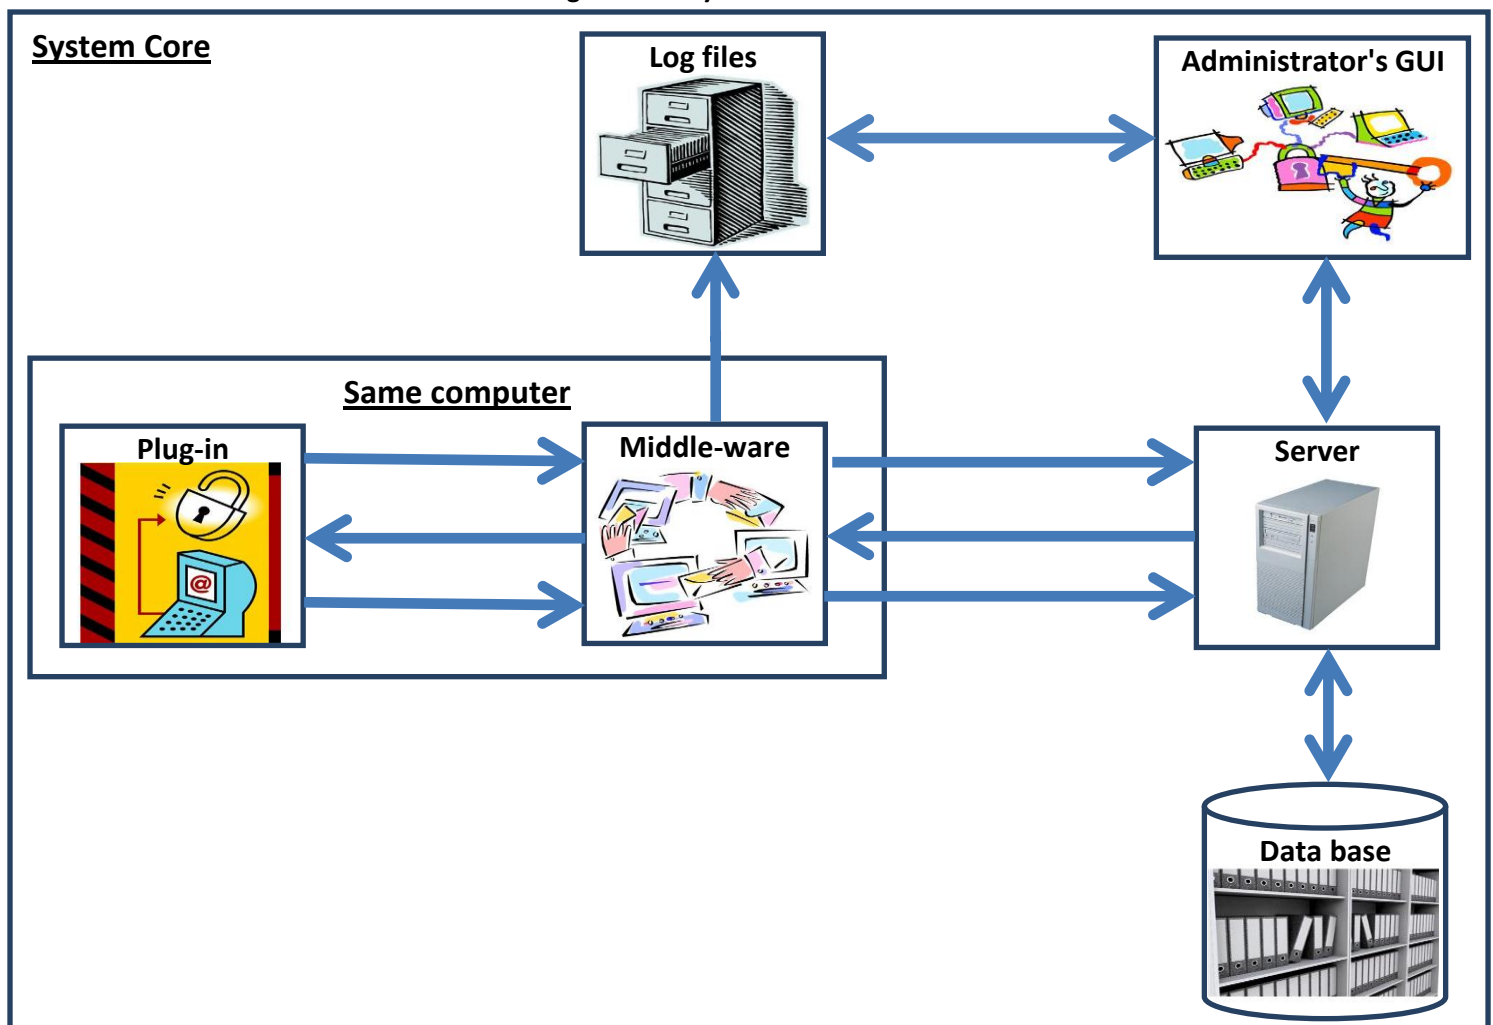 System Core
Log files
Administrator's GUI
Same computer
Plug-in
Middle-ware
Server
@
Data base